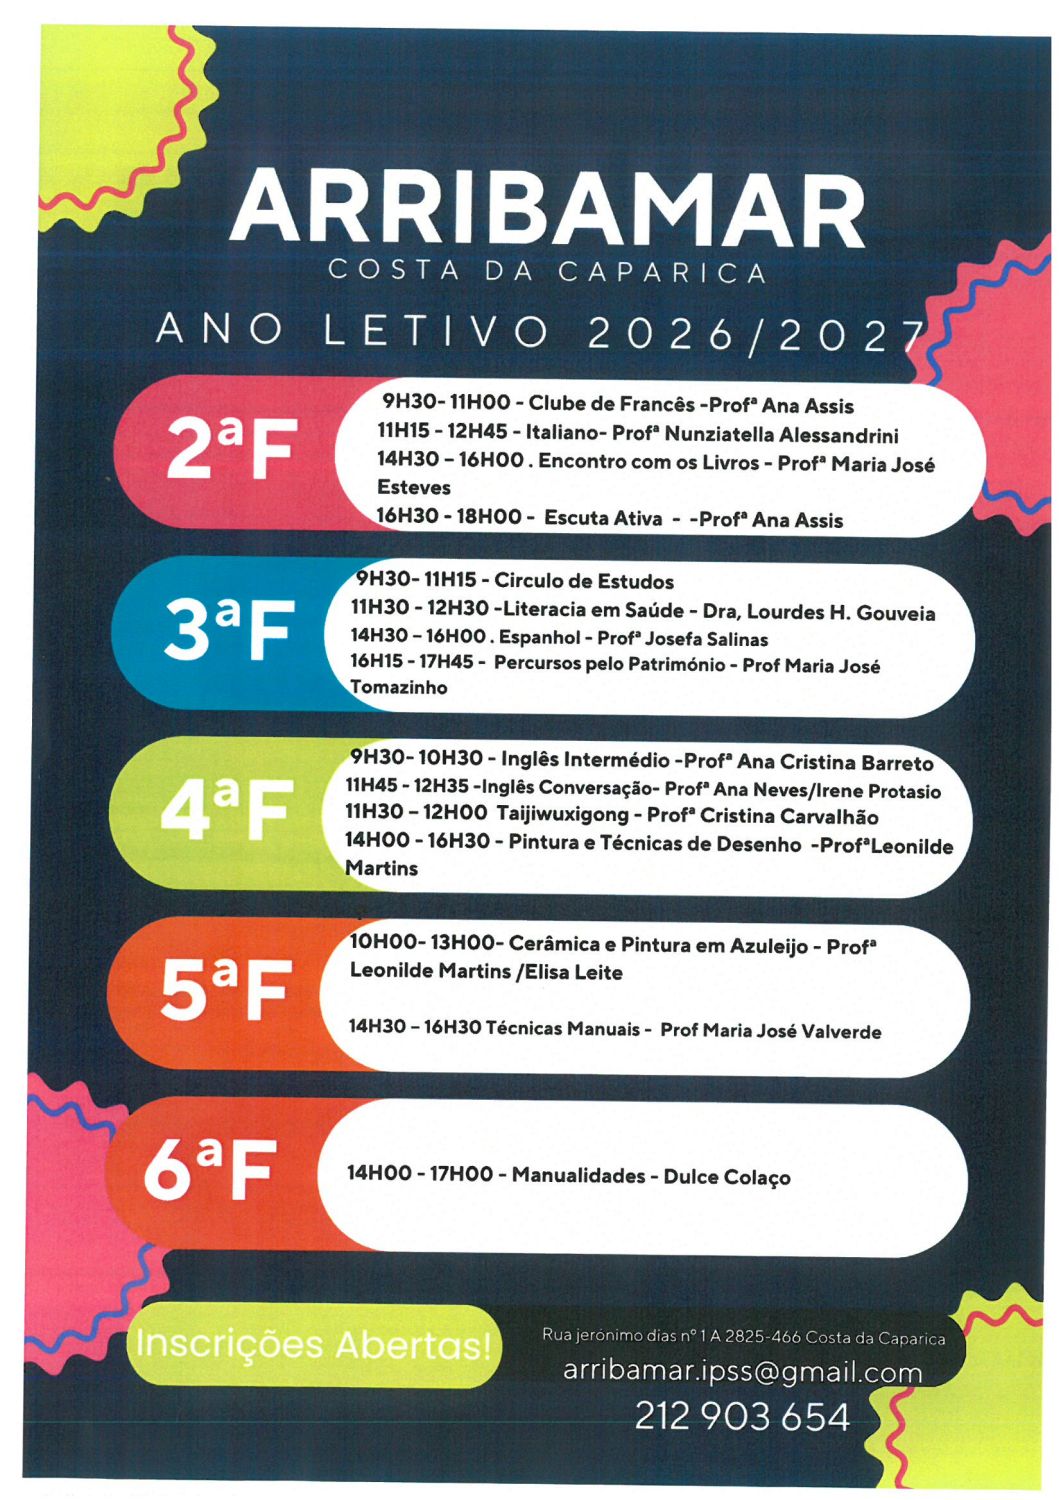 ARRIBAMAR
COSTA DA CAPARICA
ANO LETIVO 2026/2027
2ªF
9H30- 11H00 - Clube de Francês -Profª Ana Assis
11H15 - 12H45 - Italiano- Profª Nunziatella Alessandrini
14H30 – 16H00 . Encontro com os Livros - Profª Maria José
Esteves
16H30 - 18H00 - Escuta Ativa - -Profª Ana Assis
3ªF
9H30- 11H15 - Circulo de Estudos
11H30 - 12H30 -Literacia em Saúde - Dra, Lourdes H. Gouveia
14H30 – 16H00 . Espanhol - Profª Josefa Salinas
16H15 - 17H45 - Percursos pelo Património - Prof Maria José
Tomazinho
4ªF
9H30- 10H30 - Inglês Intermédio -Profª Ana Cristina Barreto
11H45 - 12H35 -Inglês Conversação- Profª Ana Neves/Irene Protasio
11H30 – 12H00 Taijiwuxigong - Profª Cristina Carvalhão
14H00 - 16H30 - Pintura e Técnicas de Desenho -ProfªLeonilde
Martins
5ªF
10H00- 13H00- Cerâmica e Pintura em Azuleijo - Profª
Leonilde Martins /Elisa Leite
14H30 – 16H30 Técnicas Manuais - Prof Maria José Valverde
6ªF
14H00 - 17H00 - Manualidades - Dulce Colaço
Inscrições Abertas!
Rua jerónimo dias nº 1 A 2825-466 Costa da Caparica
arribamar.ipss@gmail.com
212 903 654